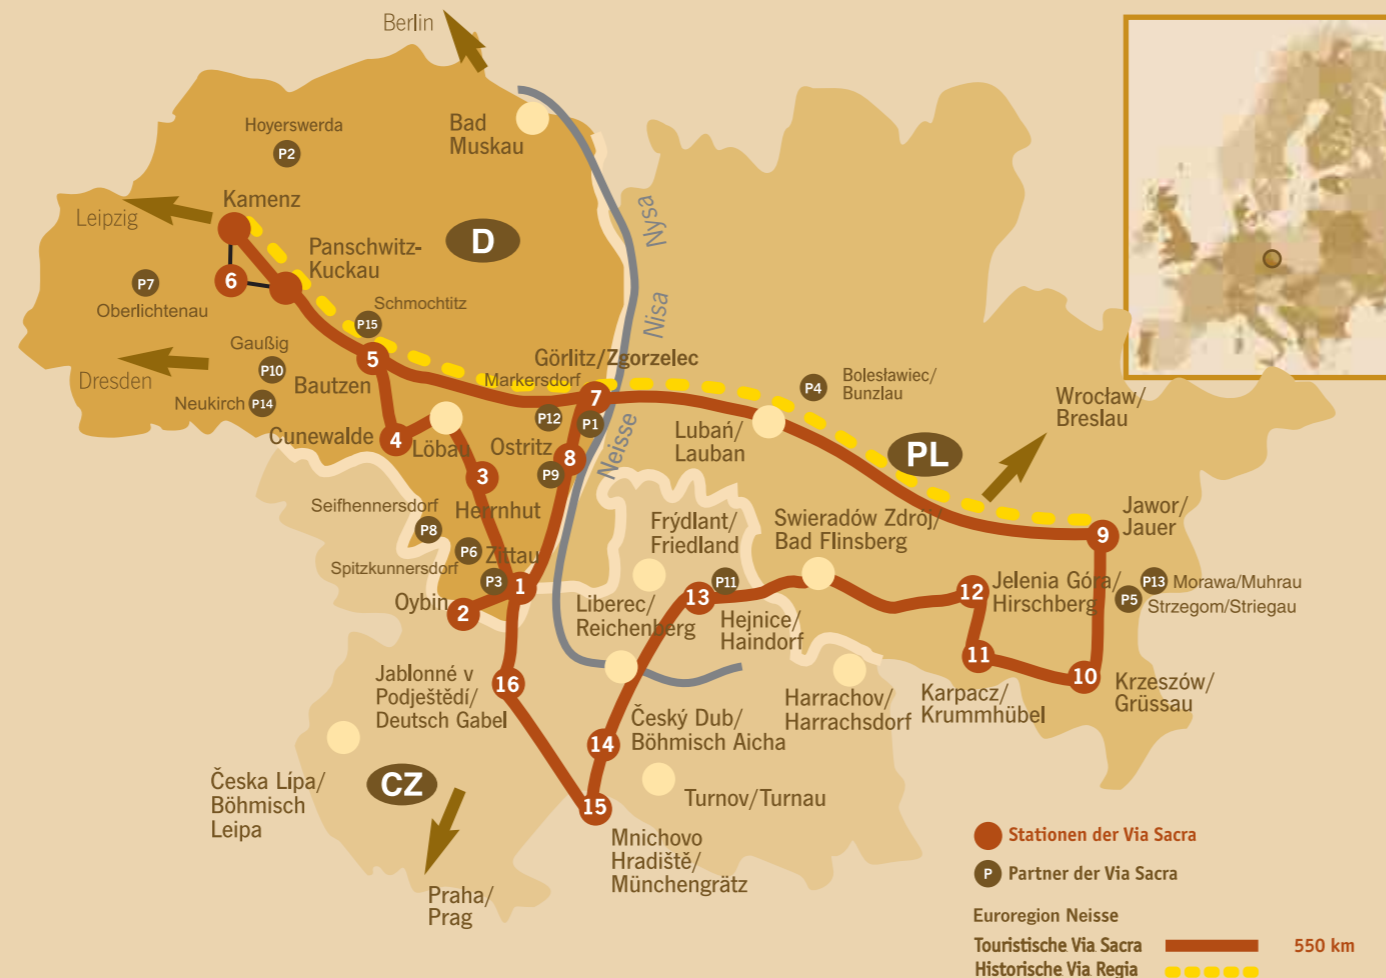 Berlin
Bad
Muskau
Hoyerswerda
P2
Kamenz
Leipzig
D
Panschwitz-
Kuckau
6
P7
Oberlichtenau
Schmochtitz
P15
Nysa
Nisa
Neisse
Gaußig
P10
Dresden
Neukirch
P14
5
Bautzen
Görlitz/Zgorzelec
Markersdorf
7
P12
P1
Cunewalde
4
Löbau
Ostritz
8
P9
3
Herrnhut
Seifhennersdorf
P8
P6
Spitzkunnersdorf
Zittau
P3
1
Oybin
2
P4
Bolesławiec/
Bunzlau
Lubań/
Lauban
PL
Wrocław/
Breslau
Jawor/
Jauer
9
Frýdlant/
Friedland
Swieradów Zdrój/
Bad Flinsberg
P11
13
Hejnice/
Haindorf
Liberec/
Reichenberg
12
Jelenia Góra/
Hirschberg
P13
Morawa/Muhrau
P5
Strzegom/Striegau
11
10
Karpacz/
Krummhübel
Krzeszów/
Grüssau
Harrachov/
Harrachsdorf
16
Jablonné v
Podještědí/
Deutsch Gabel
14
Český Dub/
Böhmisch Aicha
15
Turnov/Turnau
Mnichovo
Hradiště/
Münchengrätz
CZ
Česka Lípa/
Böhmisch
Leipa
Praha/
Prag
Stationen der Via Sacra
P
Partner der Via Sacra
Euroregion Neisse
Touristische Via Sacra
550 km
Historische Via Regia